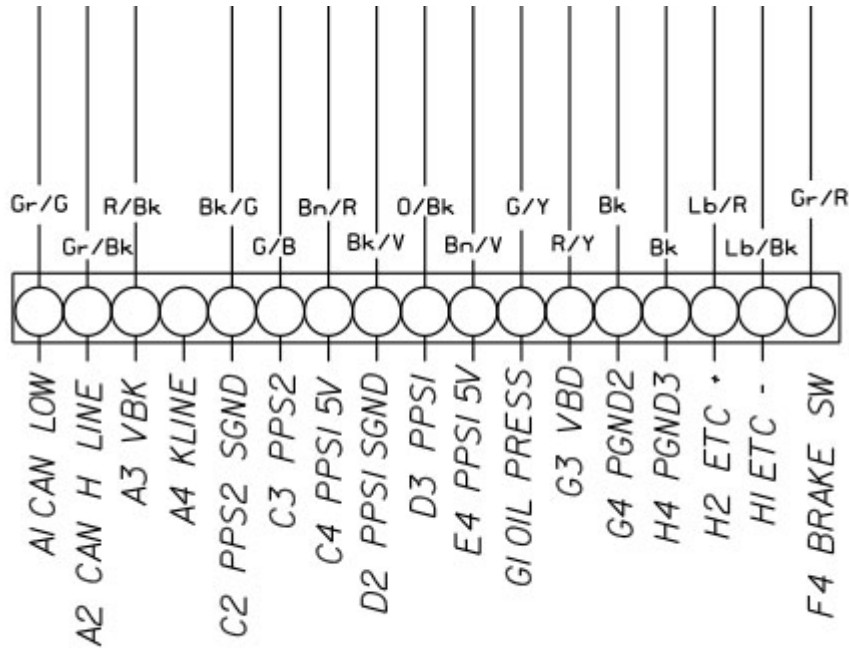 Gr/G R/Bk Bk/G Bn/R O/Bk G/Y Bk Lb/R Gr/R
Gr/Bk G/B Bk/V Bn/V R/Y Bk Lb/Bk
A1 CAN LOW
A2 CAN H LINE
A3 VBK
A4 KLINE
C2 PPS2 SGND
C3 PPS2
C4 PPS1 5V
D2 PPS1 SGND
D3 PPS1
E4 PPS1 5V
G1 OIL PRESS
G3 VBD
G4 PGND2
H4 PGND3
H2 ETC +
H1 ETC -
F4 BRAKE SW